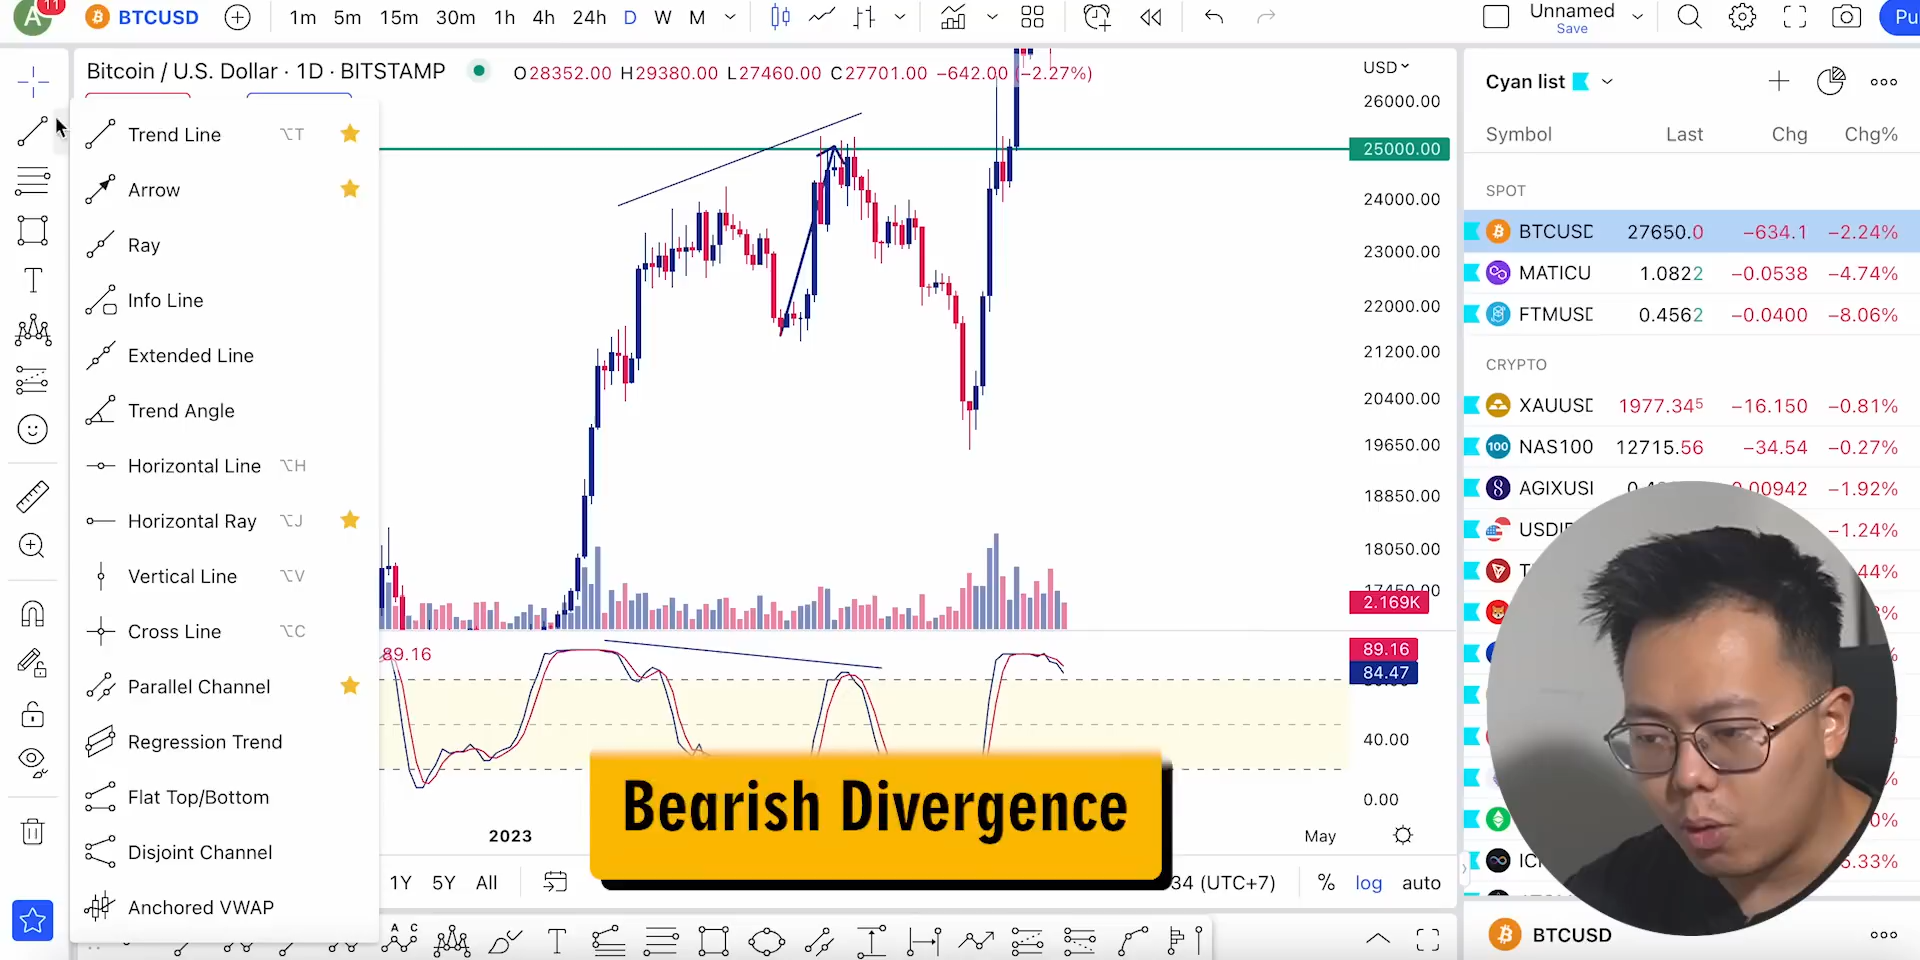 A 11 BTCUSD 1m 5m 15m 30m 1h 4h 24h D W M Unnamed Save Pu
Bitcoin / U.S. Dollar · 1D · BITSTAMP O28352.00 H29380.00 L27460.00 C27701.00 −642.00 (−2.27%)
Trend Line ⌥T
Arrow
Ray
Info Line
Extended Line
Trend Angle
Horizontal Line ⌥H
Horizontal Ray ⌥J
Vertical Line ⌥V
Cross Line ⌥C
Parallel Channel
Regression Trend
Flat Top/Bottom
Disjoint Channel
Anchored VWAP
USD
26000.00
25000.00
24000.00
23000.00
22000.00
21200.00
20400.00
19650.00
18850.00
18050.00
2.169K
89.16
89.16
84.47
40.00
0.00
2023 May
Bearish Divergence
1Y 5Y All 34 (UTC+7) % log auto
A C
T
Cyan list
Symbol Last Chg Chg%
SPOT
BTCUSD 27650.0 −634.1 −2.24%
MATICU 1.0822 −0.0538 −4.74%
FTMUSD 0.4562 −0.0400 −8.06%
CRYPTO
XAUUSD 1977.345 −16.150 −0.81%
NAS100 12715.56 −34.54 −0.27%
AGIXUSI 0.00942 −1.92%
−1.24%
BTCUSD